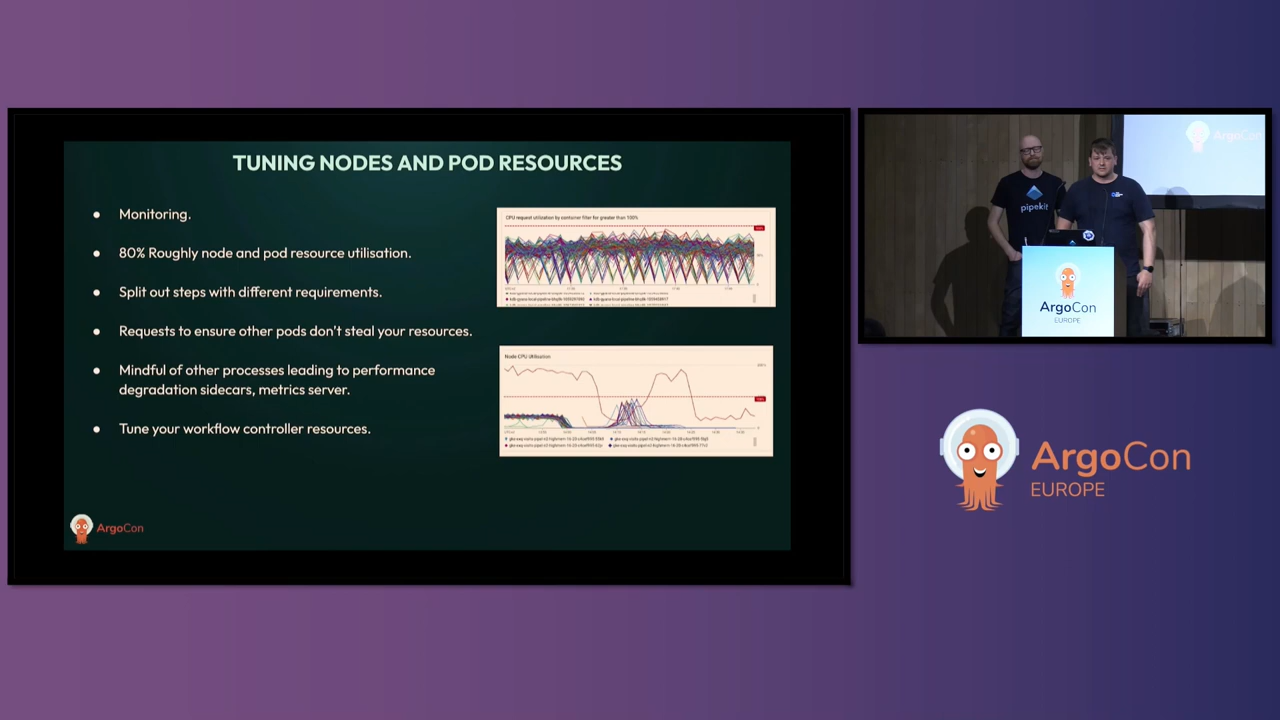 TUNING NODES AND POD RESOURCES
Monitoring.
80% Roughly node and pod resource utilisation.
Split out steps with different requirements.
Requests to ensure other pods don't steal your resources.
Mindful of other processes leading to performance
degradation sidecars, metrics server.
Tune your workflow controller resources.
CPU request utilization by container filter for greater than 100%
Node CPU Utilisation
ArgoCon
ArgoCon
pipekit
ArgoCon
EUROPE
ArgoCon
EUROPE